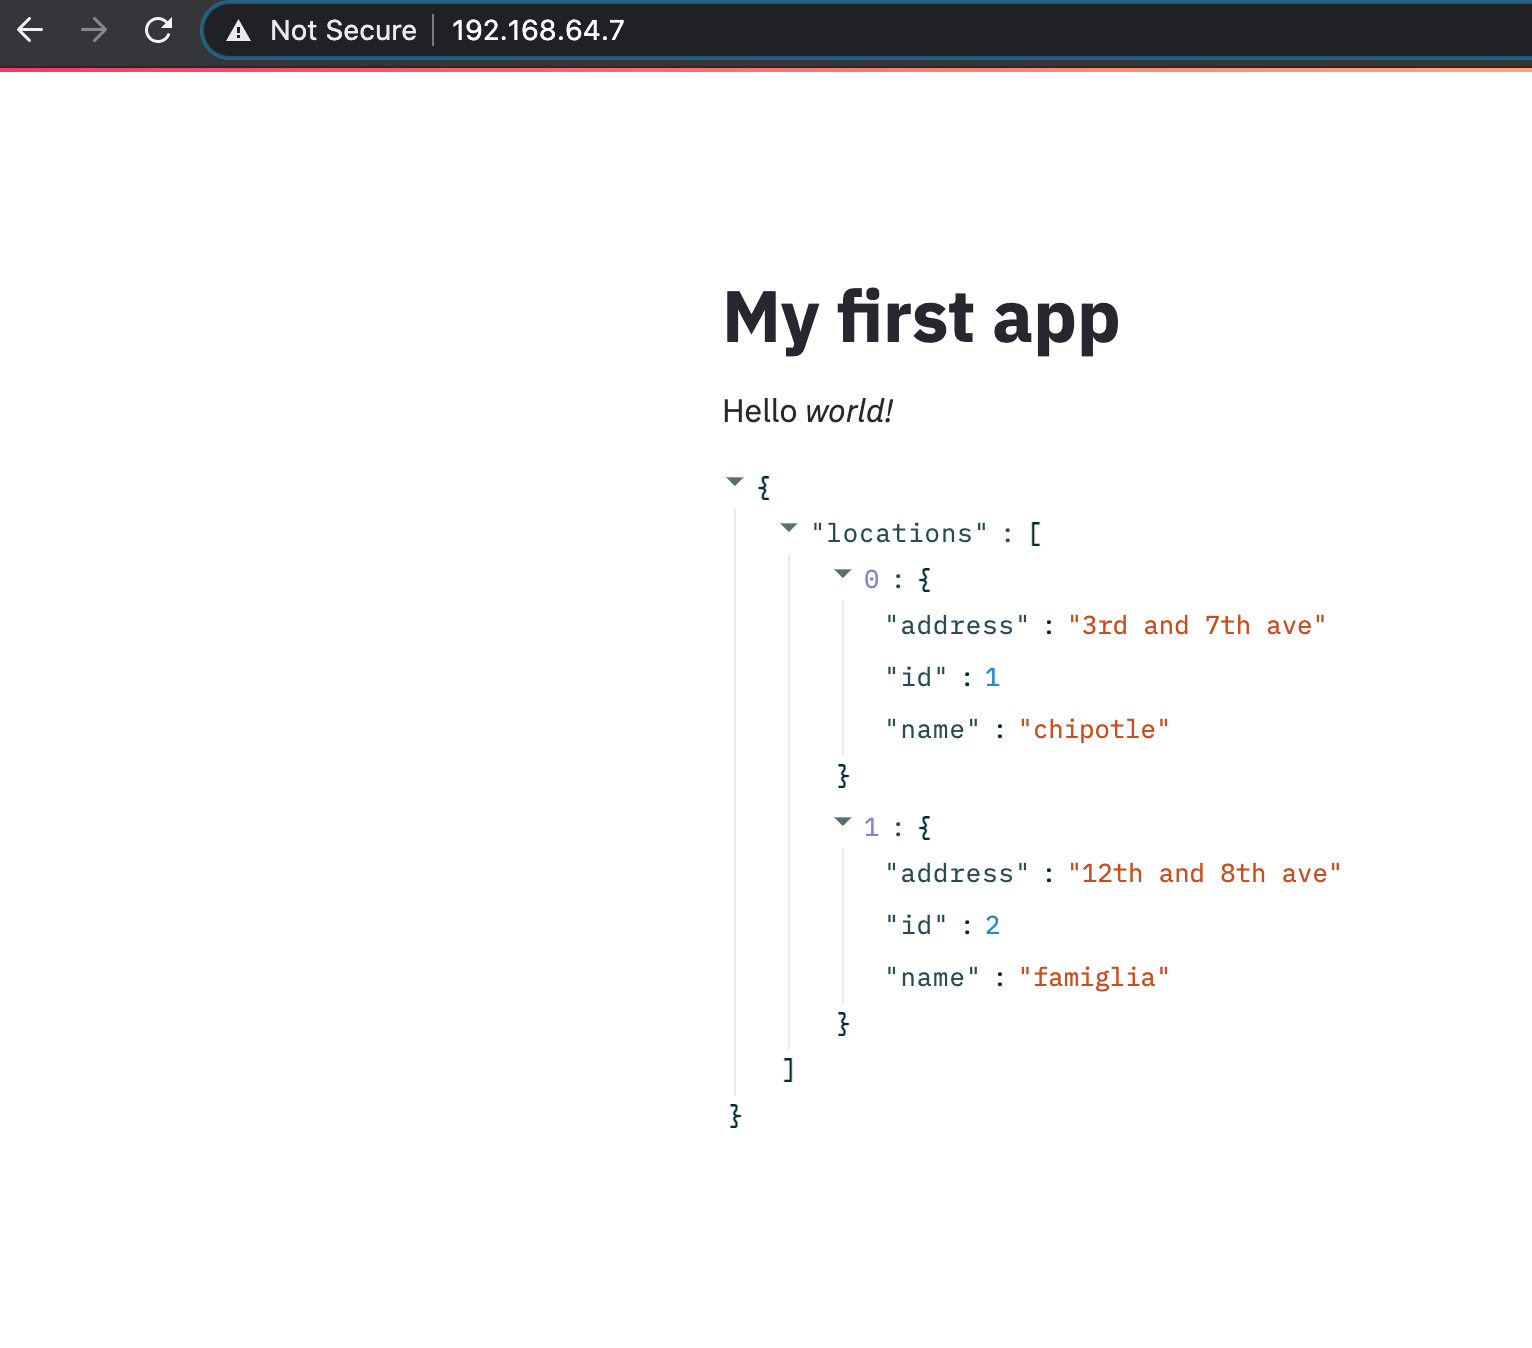 Not Secure | 192.168.64.7
My first app
Hello world!
{
"locations" : [
0 : {
"address" : "3rd and 7th ave"
"id" : 1
"name" : "chipotle"
}
1 : {
"address" : "12th and 8th ave"
"id" : 2
"name" : "famiglia"
}
]
}